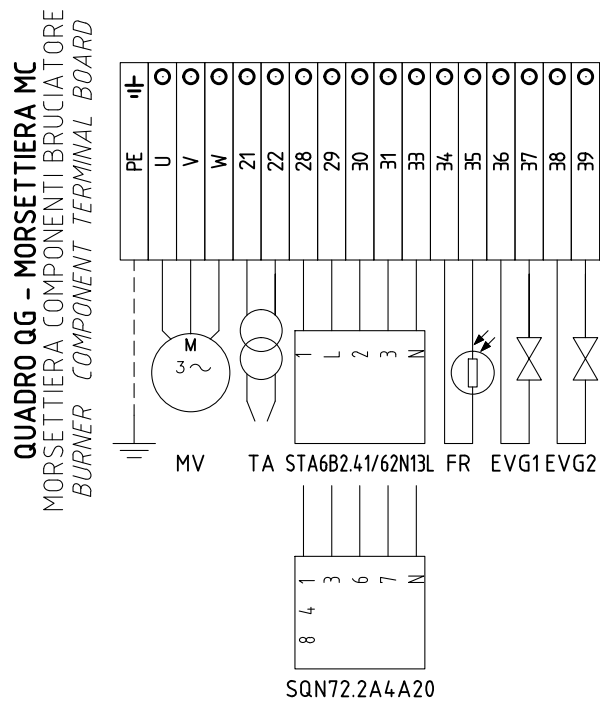 QUADRO QG - MORSETTIERA MC
MORSETTIERA COMPONENTI BRUCIATORE
BURNER COMPONENT TERMINAL BOARD
PE U V W 21 22 28 29 30 31 33 34 35 36 37 38 39
M
3~
1 L 2 3 N
MV TA STA6B2.41/62N13L FR EVG1 EVG2
1 3 6 7 N
4
8
SQN72.2A4A20